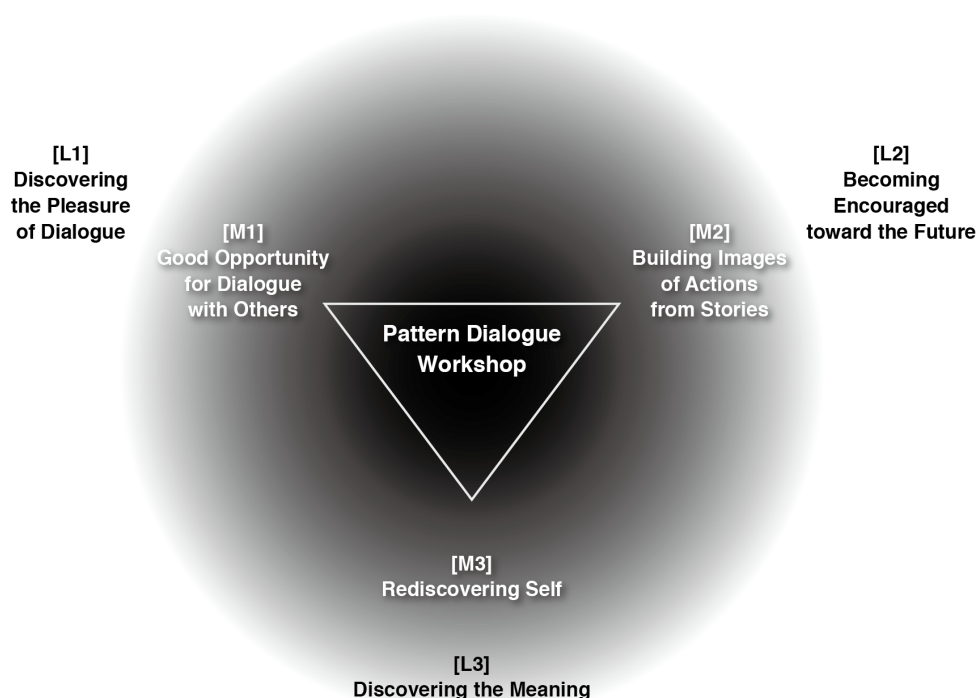 [L1]
Discovering
the Pleasure
of Dialogue
[L2]
Becoming
Encouraged
toward the Future
[M1]
Good Opportunity
for Dialogue
with Others
[M2]
Building Images
of Actions
from Stories
Pattern Dialogue
Workshop
[M3]
Rediscovering Self
[L3]
Discovering the Meaning